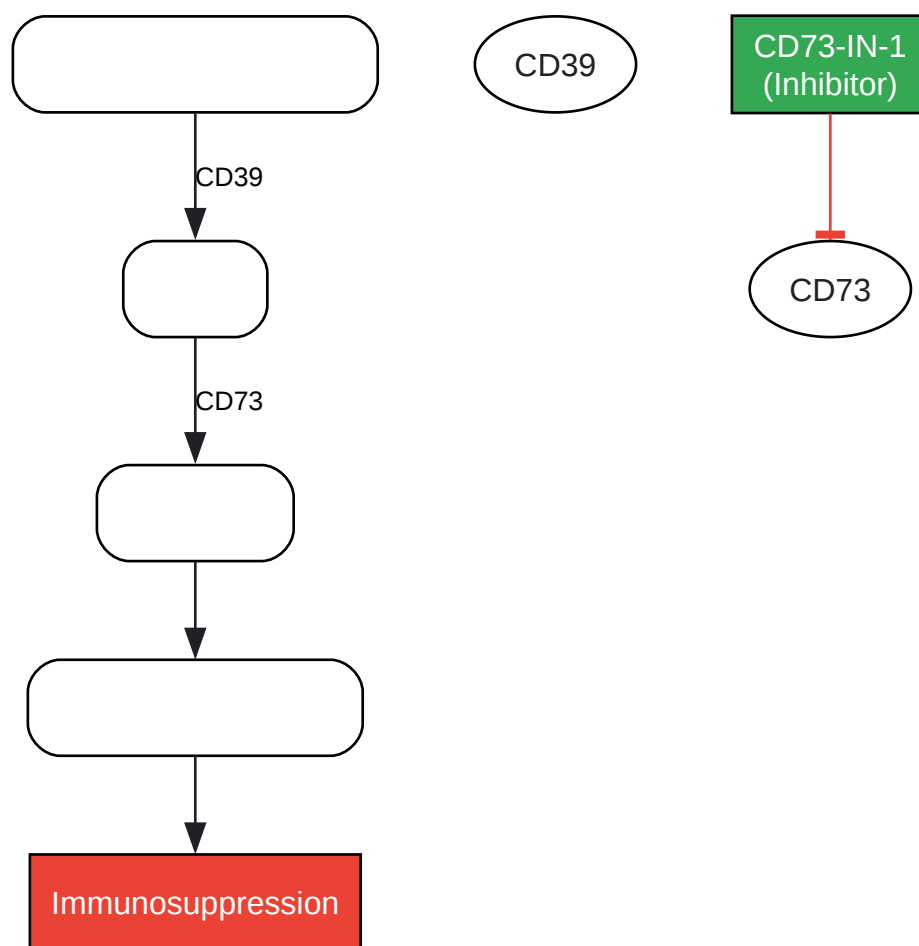 CD39
CD73-IN-1
(Inhibitor)
CD39
CD73
CD73
Immunosuppression